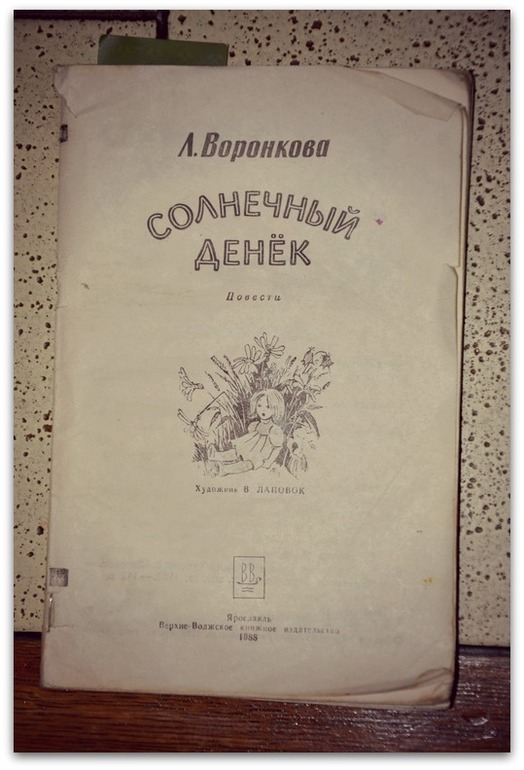 Л. Воронкова
СОЛНЕЧНЫЙ
ДЕНЁК
Повести
Художник В ЛАПОВОК
ВВ
Ярославль
Верхне-Волжское книжное издательство
1988